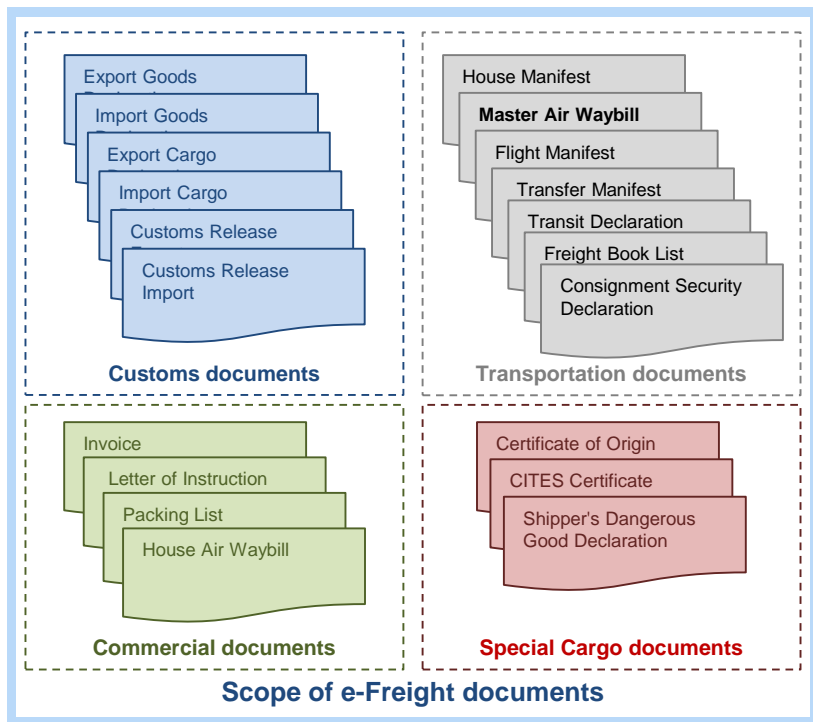 Export Goods
Import Goods
Export Cargo
Import Cargo
Customs Release
Customs Release
Import
Customs documents
House Manifest
Master Air Waybill
Flight Manifest
Transfer Manifest
Transit Declaration
Freight Book List
Consignment Security
Declaration
Transportation documents
Invoice
Letter of Instruction
Packing List
House Air Waybill
Commercial documents
Certificate of Origin
CITES Certificate
Shipper's Dangerous
Good Declaration
Special Cargo documents
Scope of e-Freight documents